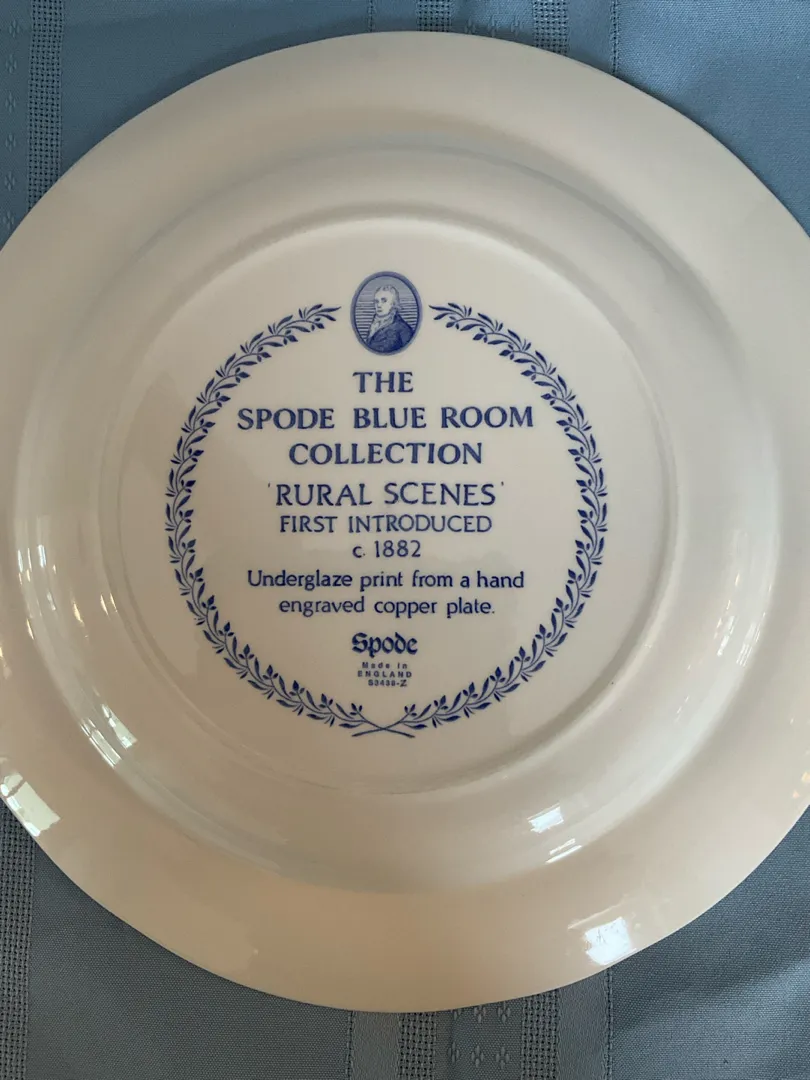 THE
SPODE BLUE ROOM
COLLECTION
'RURAL SCENES'
FIRST INTRODUCED
c. 1882
Underglaze print from a hand
engraved copper plate.
Spode
Made in
ENGLAND
S3438-Z